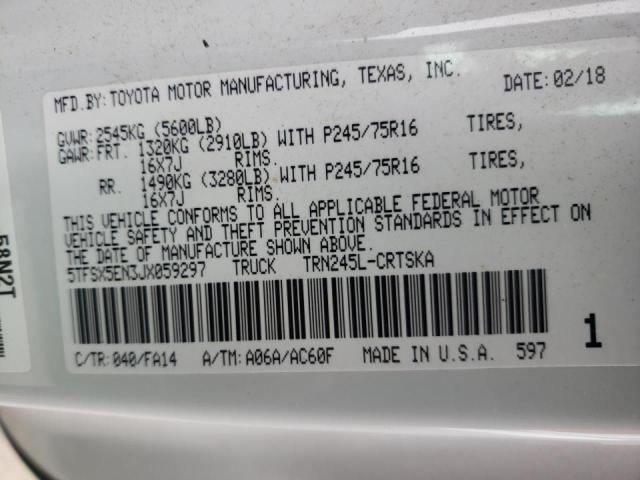 MFD.BY:TOYOTA MOTOR MANUFACTURING, TEXAS, INC. DATE:02/18
GVWR:2545KG (5600LB)
GAWR:FRT. 1320KG (2910LB) WITH P245/75R16 TIRES,
16X7J RIMS.
RR. 1490KG (3280LB) WITH P245/75R16 TIRES,
16X7J RIMS.
THIS VEHICLE CONFORMS TO ALL APPLICABLE FEDERAL MOTOR
VEHICLE SAFETY AND THEFT PREVENTION STANDARDS IN EFFECT ON
THE DATE OF MANUFACTURE SHOWN ABOVE.
5TFSX5EN3JX059297 TRUCK TRN245L-CRTSKA
1
C/TR:040/FA14 A/TM:A06A/AC60F MADE IN U.S.A. 597
58N2T